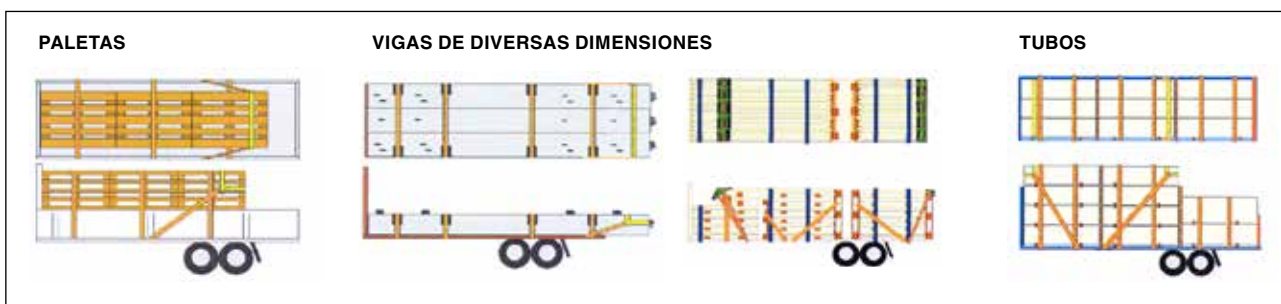 PALETAS
VIGAS DE DIVERSAS DIMENSIONES
TUBOS